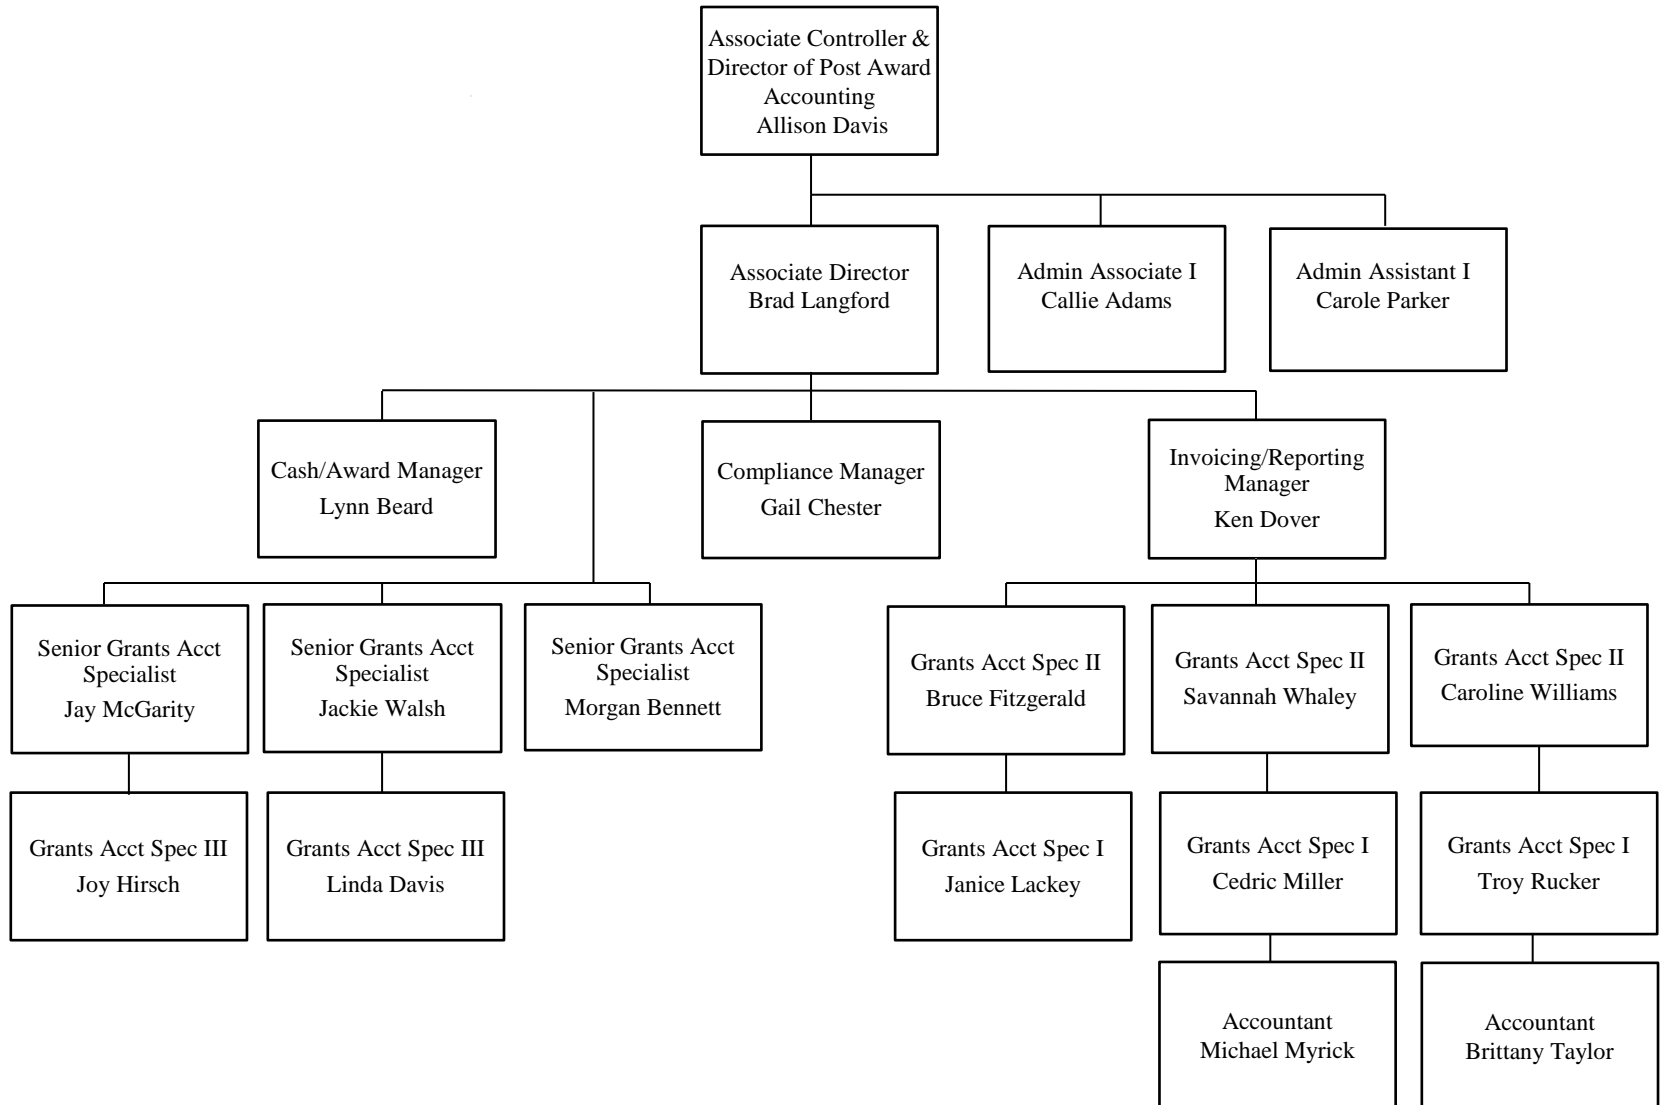 Associate Controller &
Director of Post Award
Accounting
Allison Davis
Associate Director
Brad Langford
Admin Associate I
Callie Adams
Admin Assistant I
Carole Parker
Cash/Award Manager
Lynn Beard
Compliance Manager
Gail Chester
Invoicing/Reporting
Manager
Ken Dover
Senior Grants Acct
Specialist
Jay McGarity
Senior Grants Acct
Specialist
Jackie Walsh
Senior Grants Acct
Specialist
Morgan Bennett
Grants Acct Spec II
Bruce Fitzgerald
Grants Acct Spec II
Savannah Whaley
Grants Acct Spec II
Caroline Williams
Grants Acct Spec III
Joy Hirsch
Grants Acct Spec III
Linda Davis
Grants Acct Spec I
Janice Lackey
Grants Acct Spec I
Cedric Miller
Grants Acct Spec I
Troy Rucker
Accountant
Michael Myrick
Accountant
Brittany Taylor